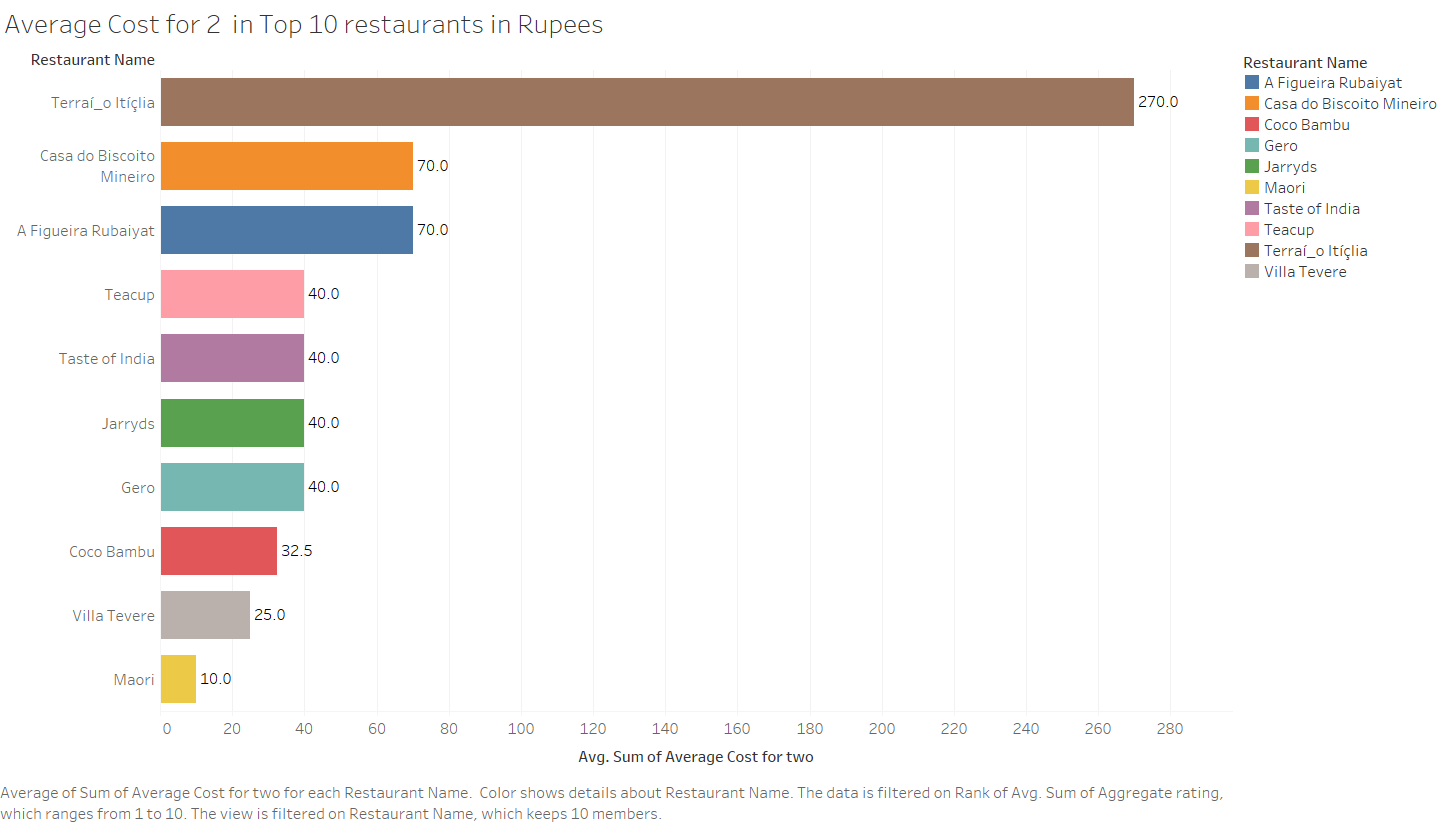 Average Cost for 2  in Top 10 restaurants in Rupees
Restaurant Name
Terraí_o Itíçlia
270.0
Casa do Biscoito
Mineiro
70.0
A Figueira Rubaiyat
70.0
Teacup
40.0
Taste of India
40.0
Jarryds
40.0
Gero
40.0
Coco Bambu
32.5
Villa Tevere
25.0
Maori
10.0
0 20 40 60 80 100 120 140 160 180 200 220 240 260 280
Avg. Sum of Average Cost for two
Restaurant Name
A Figueira Rubaiyat
Casa do Biscoito Mineiro
Coco Bambu
Gero
Jarryds
Maori
Taste of India
Teacup
Terraí_o Itíçlia
Villa Tevere
Average of Sum of Average Cost for two for each Restaurant Name.  Color shows details about Restaurant Name. The data is filtered on Rank of Avg. Sum of Aggregate rating,
which ranges from 1 to 10. The view is filtered on Restaurant Name, which keeps 10 members.